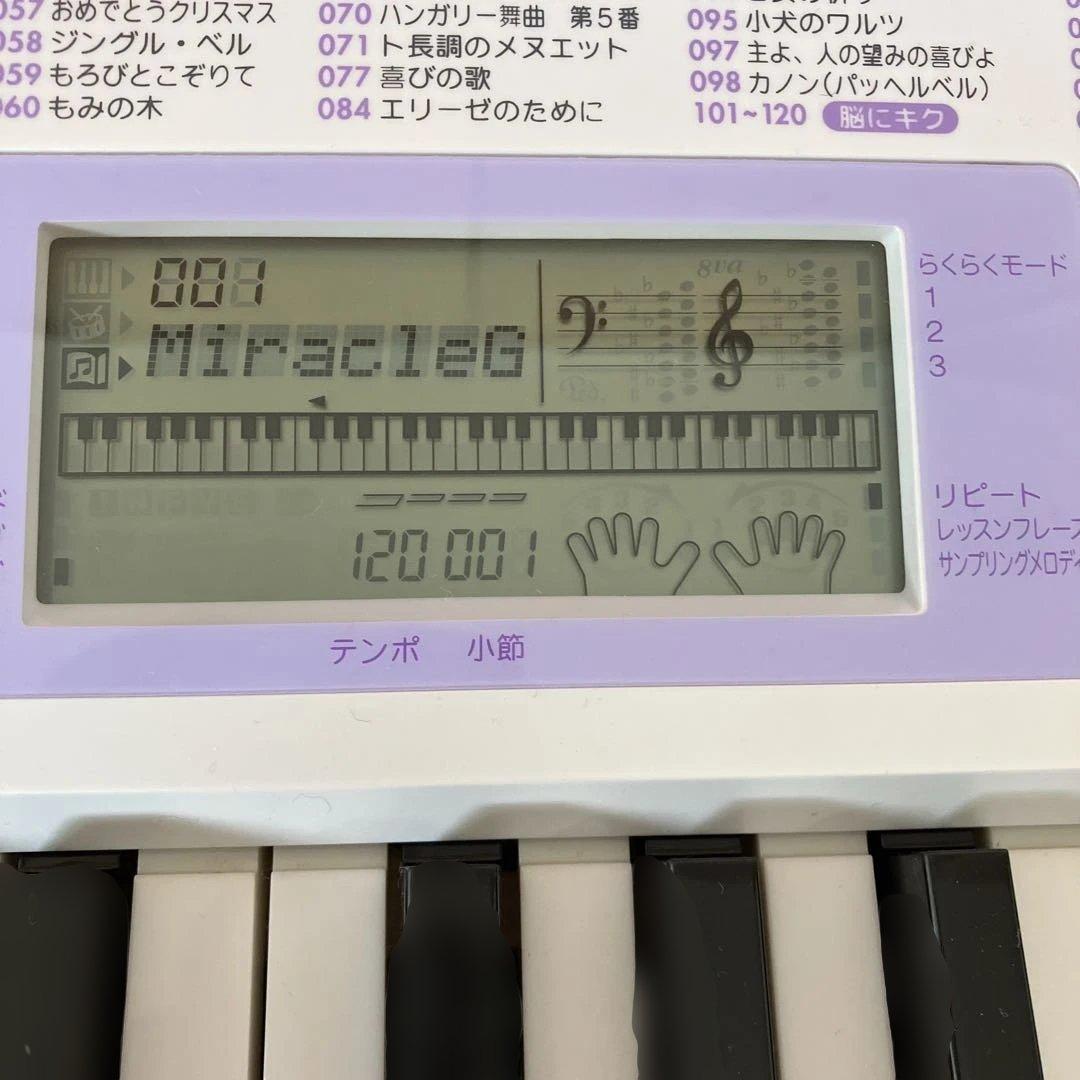 057 おめでとうクリスマス
058 ジングル・ベル
059 もろびとこぞりて
060 もみの木
070 ハンガリー舞曲 第5番
071 ト長調のメヌエット
077 喜びの歌
084 エリーゼのために
095 小犬のワルツ
097 主よ、人の望みの喜びよ
098 カノン(パッヘルベル)
101~120 脳にキク
001
MiracleG
8va
Ped.
120 001
テンポ 小節
らくらくモード
1
2
3
リピート
レッスンフレーズ
サンプリングメロディ